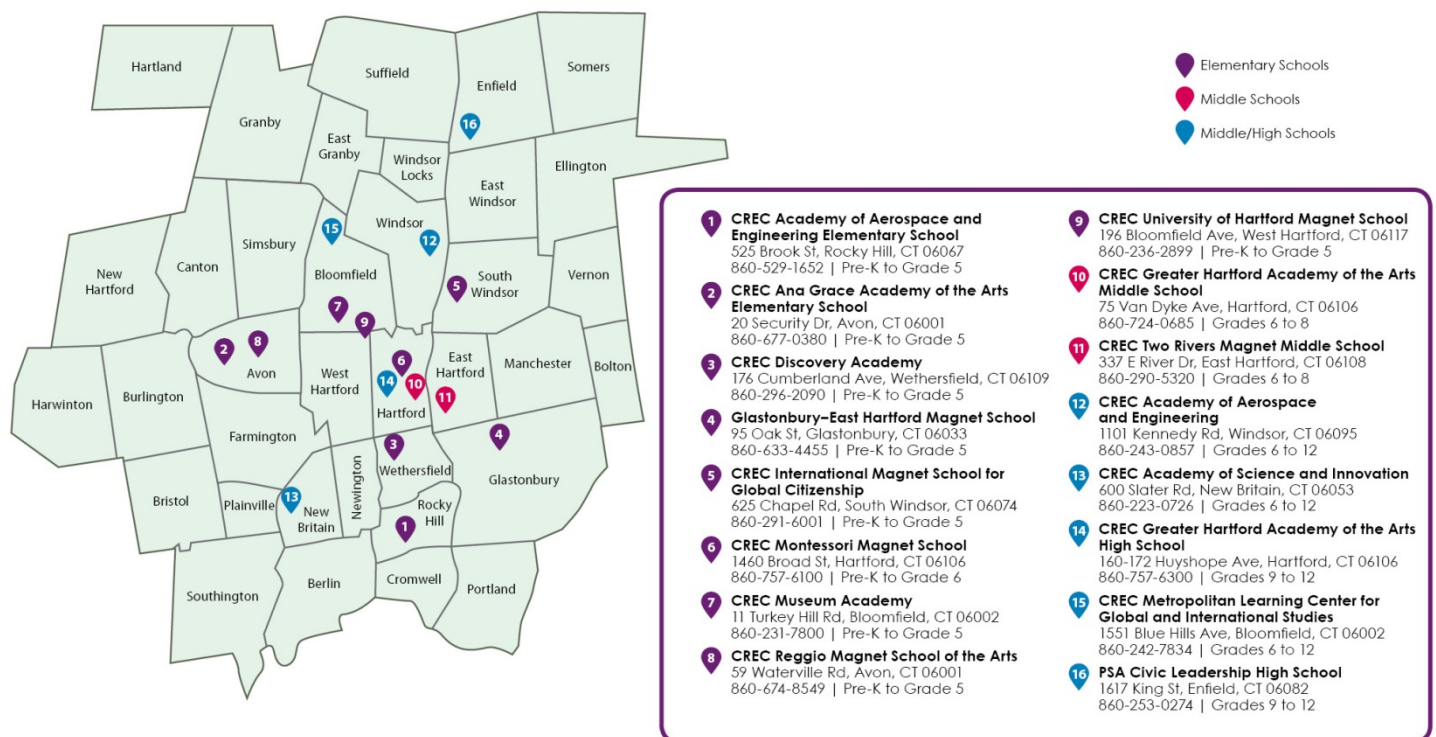 Hartland
Suffield
Enfield
Somers
16
Granby
East
Granby
Windsor
Locks
East
Windsor
Ellington
Simsbury
Canton
New
Hartford
15
Windsor
12
Bloomfield
7
9
5
South
Windsor
Vernon
2
8
Avon
West
Hartford
6
14
10
Hartford
East
Hartford
11
Manchester
Bolton
Harwinton
Burlington
Farmington
3
Wethersfield
4
Glastonbury
Bristol
Plainville
13
New
Britain
Newington
Rocky
Hill
1
Southington
Berlin
Cromwell
Portland
Elementary Schools
Middle Schools
Middle/High Schools
1
CREC Academy of Aerospace and
Engineering Elementary School
525 Brook St, Rocky Hill, CT 06067
860-529-1652 | Pre-K to Grade 5
2
CREC Ana Grace Academy of the Arts
Elementary School
20 Security Dr, Avon, CT 06001
860-677-0380 | Pre-K to Grade 5
3
CREC Discovery Academy
176 Cumberland Ave, Wethersfield, CT 06109
860-296-2090 | Pre-K to Grade 5
4
Glastonbury–East Hartford Magnet School
95 Oak St, Glastonbury, CT 06033
860-633-4455 | Pre-K to Grade 5
5
CREC International Magnet School for
Global Citizenship
625 Chapel Rd, South Windsor, CT 06074
860-291-6001 | Pre-K to Grade 5
6
CREC Montessori Magnet School
1460 Broad St, Hartford, CT 06106
860-757-6100 | Pre-K to Grade 6
7
CREC Museum Academy
11 Turkey Hill Rd, Bloomfield, CT 06002
860-231-7800 | Pre-K to Grade 5
8
CREC Reggio Magnet School of the Arts
59 Waterville Rd, Avon, CT 06001
860-674-8549 | Pre-K to Grade 5
9
CREC University of Hartford Magnet School
196 Bloomfield Ave, West Hartford, CT 06117
860-236-2899 | Pre-K to Grade 5
10
CREC Greater Hartford Academy of the Arts
Middle School
75 Van Dyke Ave, Hartford, CT 06106
860-724-0685 | Grades 6 to 8
11
CREC Two Rivers Magnet Middle School
337 E River Dr, East Hartford, CT 06108
860-290-5320 | Grades 6 to 8
12
CREC Academy of Aerospace
and Engineering
1101 Kennedy Rd, Windsor, CT 06095
860-243-0857 | Grades 6 to 12
13
CREC Academy of Science and Innovation
600 Slater Rd, New Britain, CT 06053
860-223-0726 | Grades 6 to 12
14
CREC Greater Hartford Academy of the Arts
High School
160-172 Huyshope Ave, Hartford, CT 06106
860-757-6300 | Grades 9 to 12
15
CREC Metropolitan Learning Center for
Global and International Studies
1551 Blue Hills Ave, Bloomfield, CT 06002
860-242-7834 | Grades 6 to 12
16
PSA Civic Leadership High School
1617 King St, Enfield, CT 06082
860-253-0274 | Grades 9 to 12